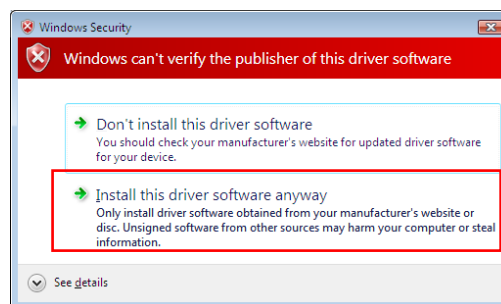 Windows Security
Windows can't verify the publisher of this driver software
Don't install this driver software
You should check your manufacturer's website for updated driver software
for your device.
Install this driver software anyway
Only install driver software obtained from your manufacturer's website or
disc. Unsigned software from other sources may harm your computer or steal
information.
See details